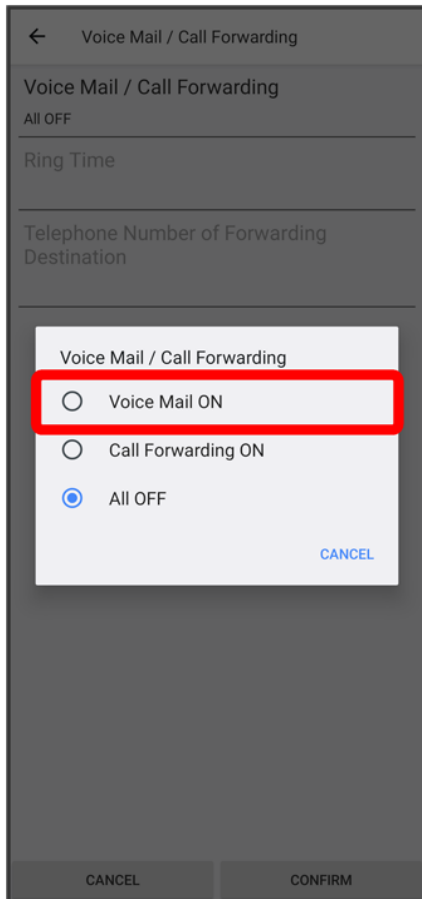 Voice Mail / Call Forwarding
Voice Mail / Call Forwarding
All OFF
Ring Time
Telephone Number of Forwarding
Destination
Voice Mail / Call Forwarding
Voice Mail ON
Call Forwarding ON
All OFF
CANCEL
CANCEL
CONFIRM